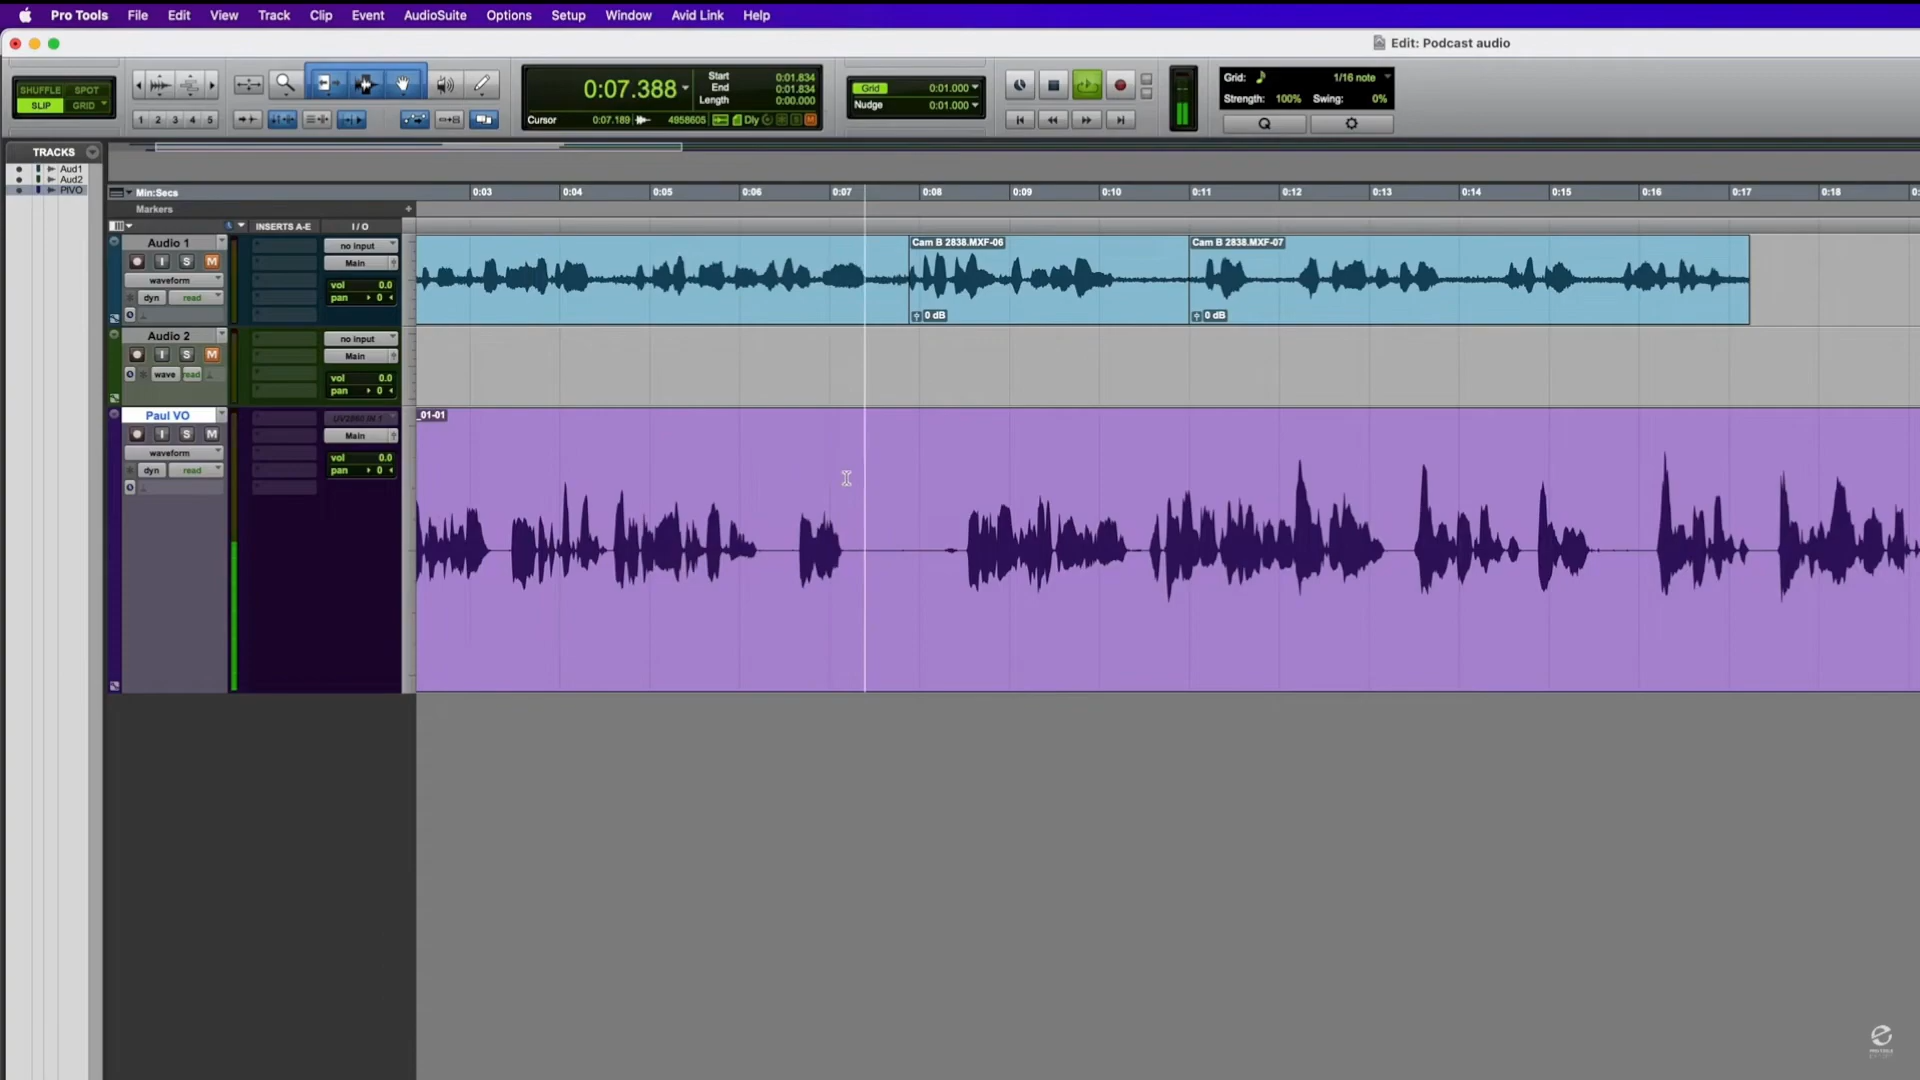 Pro Tools File Edit View Track Clip Event AudioSuite Options Setup Window Avid Link Help
Edit: Podcast audio
SHUFFLE SPOT
SLIP GRID
1 2 3 4 5
0:07.388
Start 0:01.834
End 0:01.834
Length 0:00.000
Cursor 0:07.189 4958605 Dly
Grid 0:01.000
Nudge 0:01.000
Grid: 1/16 note
Strength: 100% Swing: 0%
Q
TRACKS
Aud1
Aud2
PlVO
Min:Secs 0:03 0:04 0:05 0:06 0:07 0:08 0:09 0:10 0:11 0:12 0:13 0:14 0:15 0:16 0:17 0:18
Markers
INSERTS A-E I / O
Audio 1 no input
I S M Main
waveform vol 0.0
dyn read pan 0
Cam B 2838.MXF-06
0 dB
Cam B 2838.MXF-07
0 dB
Audio 2 no input
I S M Main
wave read vol 0.0
pan 0
Paul VO
I S M Main
waveform vol 0.0
dyn read pan 0
_01-01